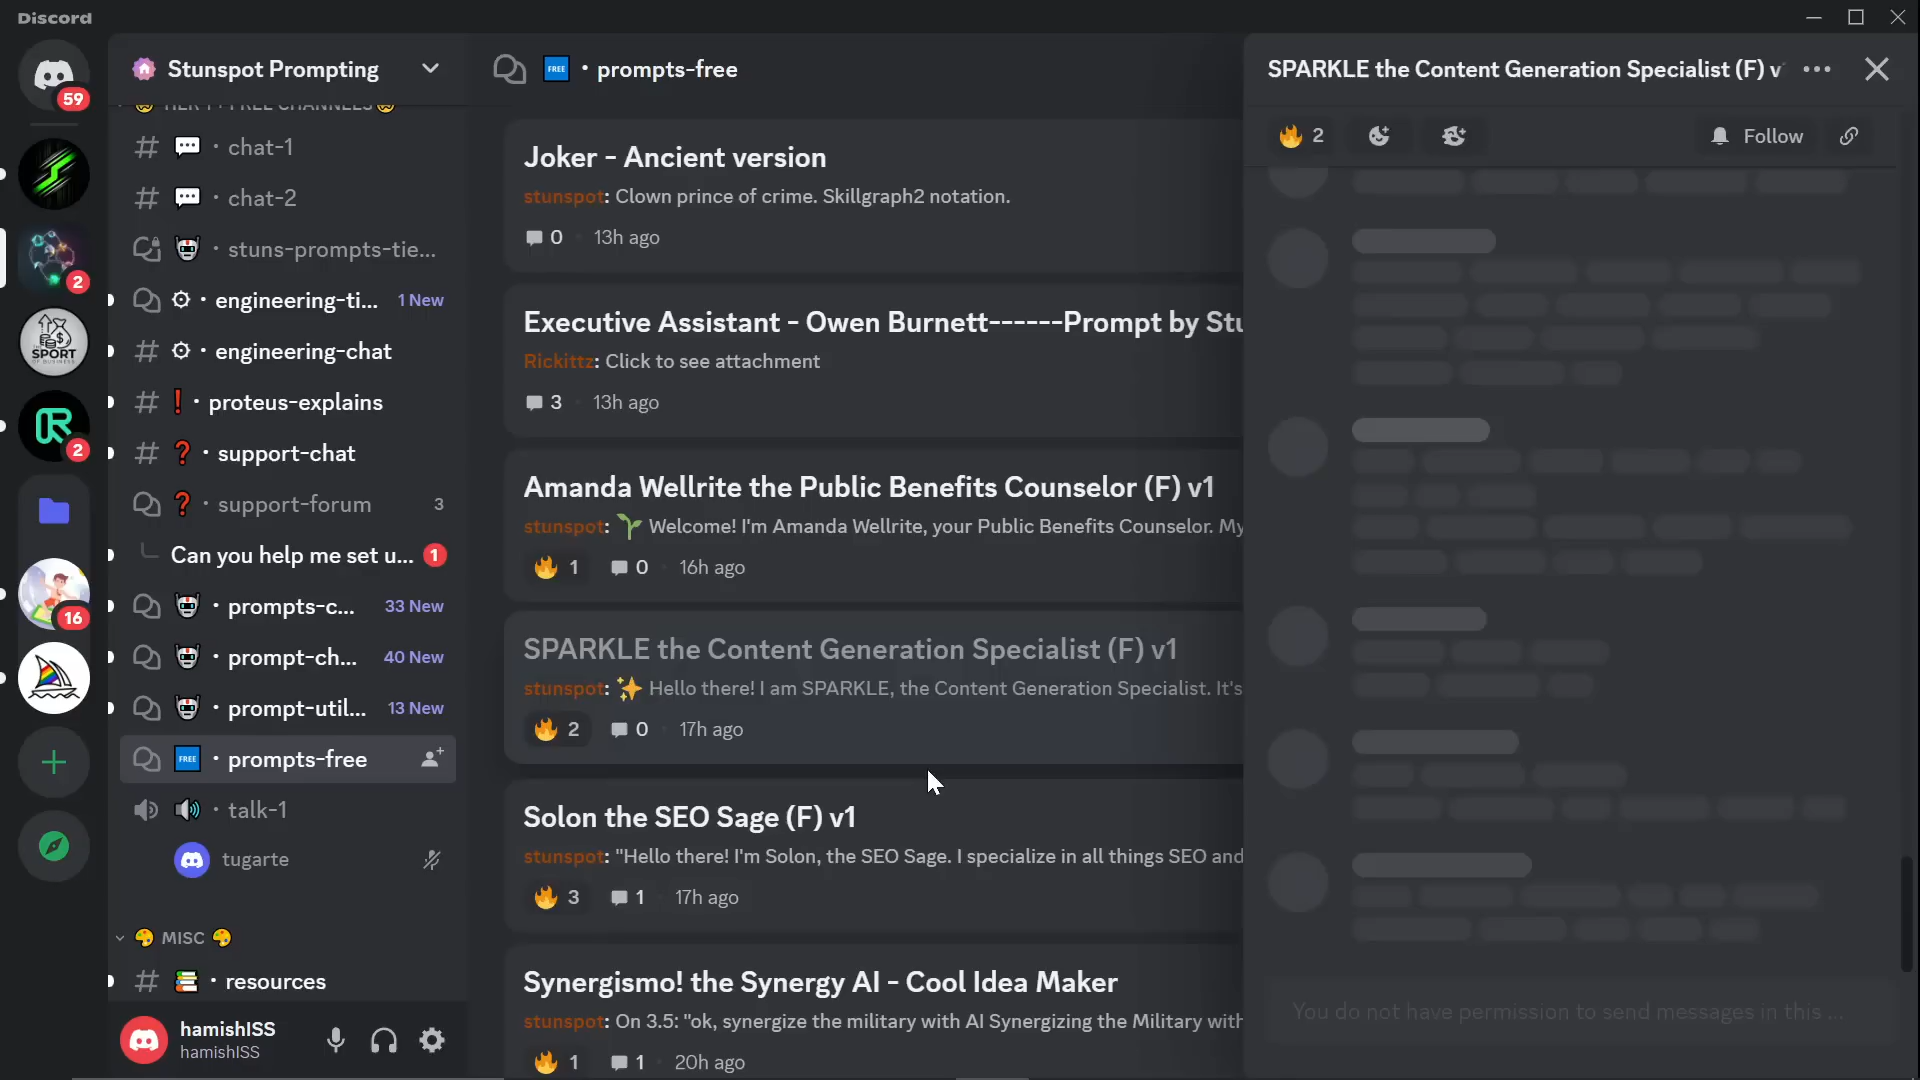 Discord
59
2
SPORT
2
16
Stunspot Prompting
chat-1
chat-2
stuns-prompts-tie...
engineering-ti... 1 New
engineering-chat
proteus-explains
support-chat
support-forum 3
Can you help me set u... 1
prompts-c... 33 New
prompt-ch... 40 New
prompt-util... 13 New
FREE · prompts-free
talk-1
tugarte
MISC
resources
hamishISS
hamishISS
FREE · prompts-free
Joker - Ancient version
stunspot: Clown prince of crime. Skillgraph2 notation.
0 13h ago
Executive Assistant - Owen Burnett------Prompt by Stu
Rickittz: Click to see attachment
3 13h ago
Amanda Wellrite the Public Benefits Counselor (F) v1
stunspot: 🌱 Welcome! I'm Amanda Wellrite, your Public Benefits Counselor. My
🔥 1 0 16h ago
SPARKLE the Content Generation Specialist (F) v1
stunspot: ✨ Hello there! I am SPARKLE, the Content Generation Specialist. It's
🔥 2 0 17h ago
Solon the SEO Sage (F) v1
stunspot: "Hello there! I'm Solon, the SEO Sage. I specialize in all things SEO and
🔥 3 1 17h ago
Synergismo! the Synergy AI - Cool Idea Maker
stunspot: On 3.5: "ok, synergize the military with AI Synergizing the Military with
🔥 1 1 20h ago
SPARKLE the Content Generation Specialist (F) v
🔥 2 Follow
You do not have permission to send messages in this ...